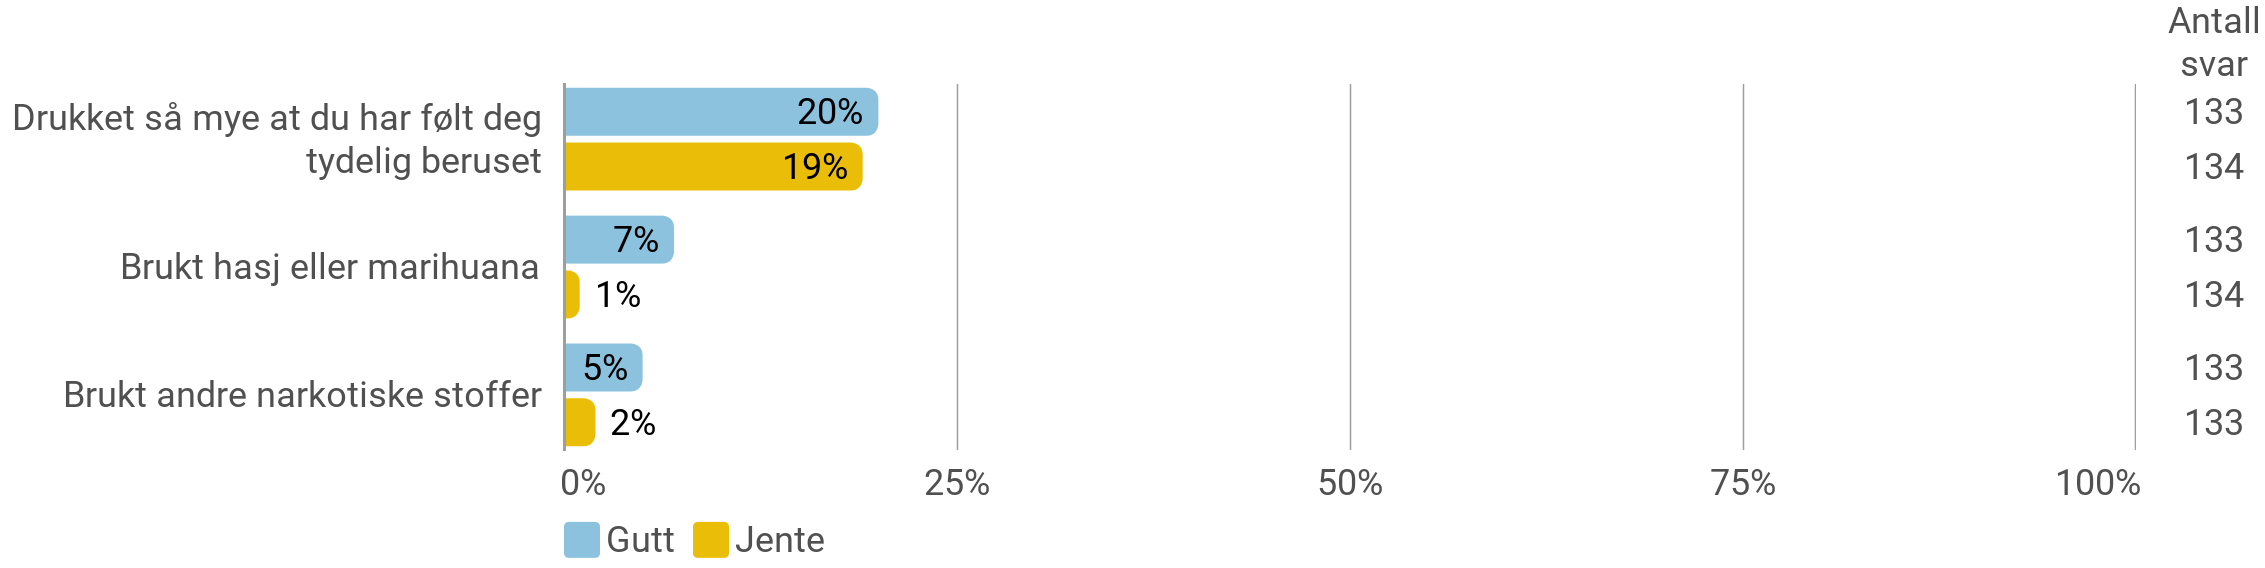 Antall
svar
Drukket så mye at du har følt deg
tydelig beruset
20%
133
19%
134
Brukt hasj eller marihuana
7%
133
1%
134
Brukt andre narkotiske stoffer
5%
133
2%
133
0% 25% 50% 75% 100%
Gutt Jente